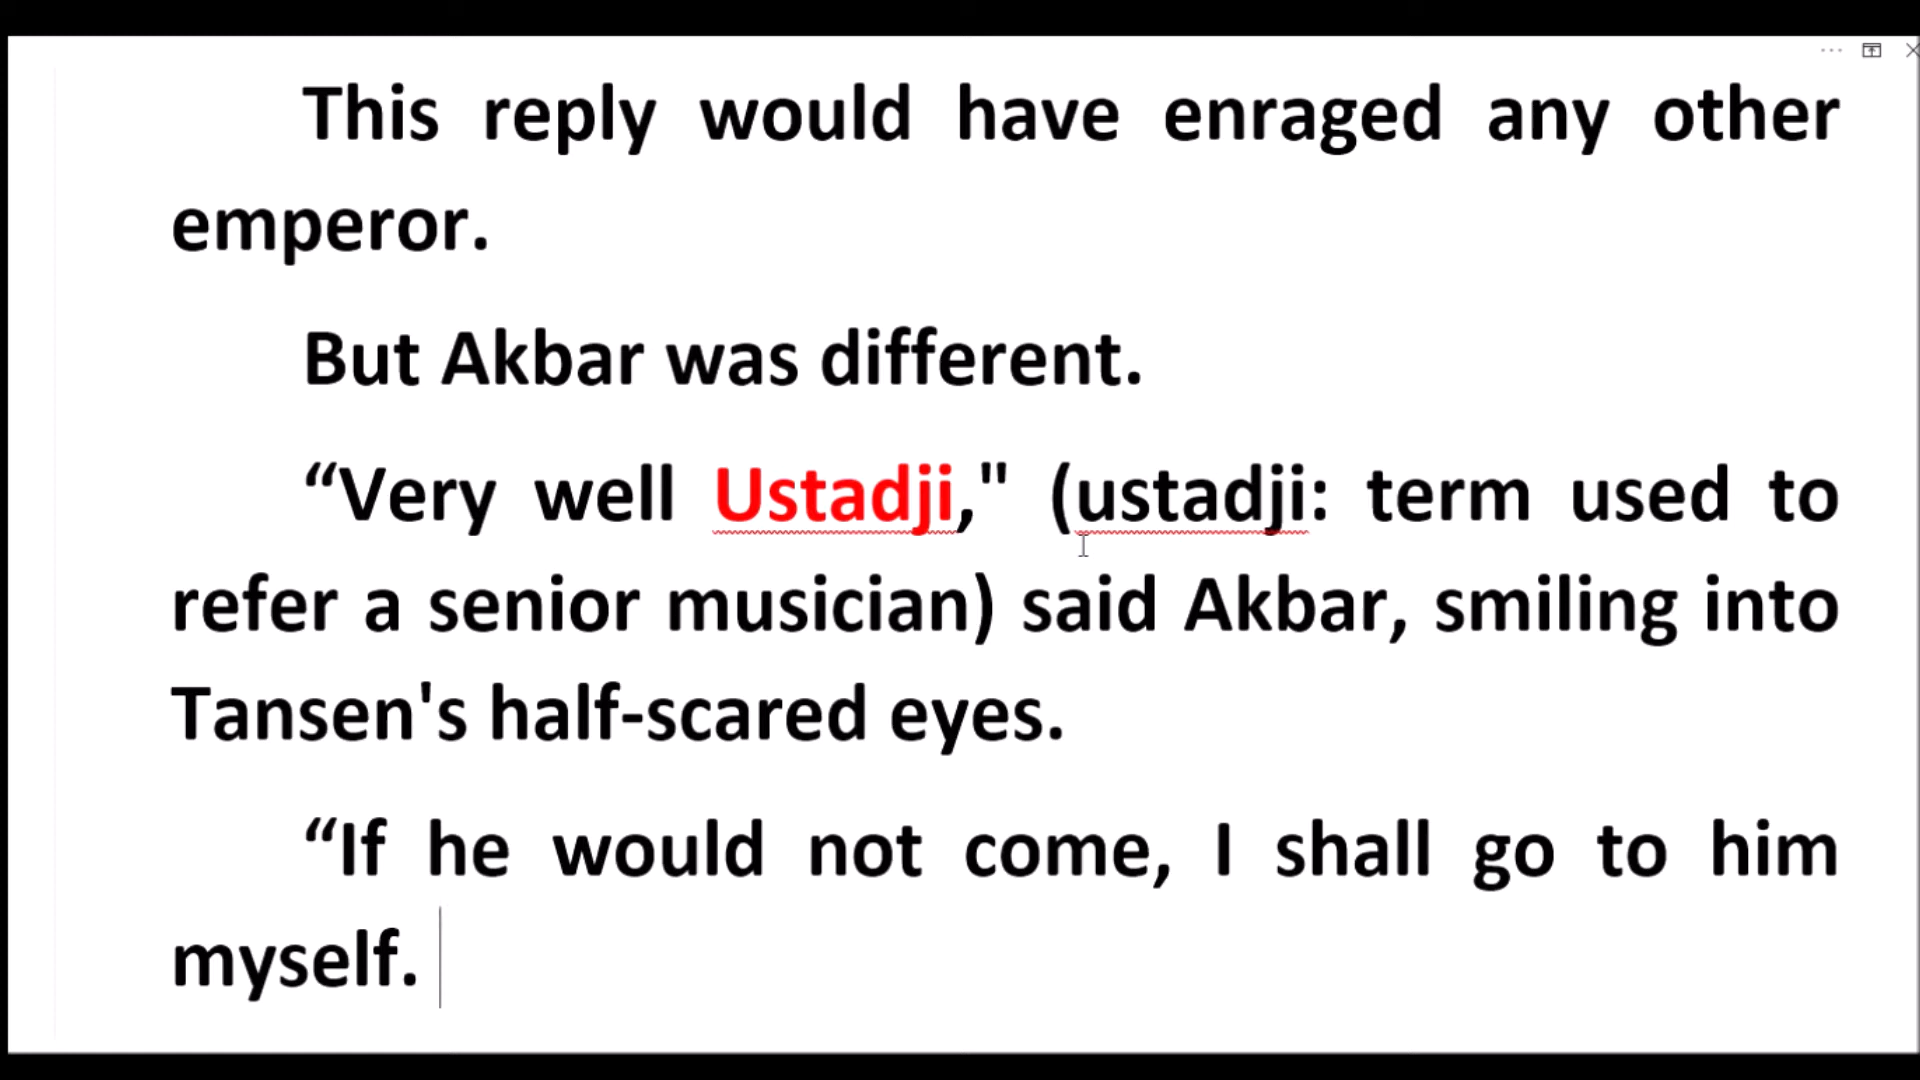 This reply would have enraged any other
emperor.
But Akbar was different.
“Very well Ustadji," (ustadji: term used to
refer a senior musician) said Akbar, smiling into
Tansen's half-scared eyes.
“If he would not come, I shall go to him
myself.